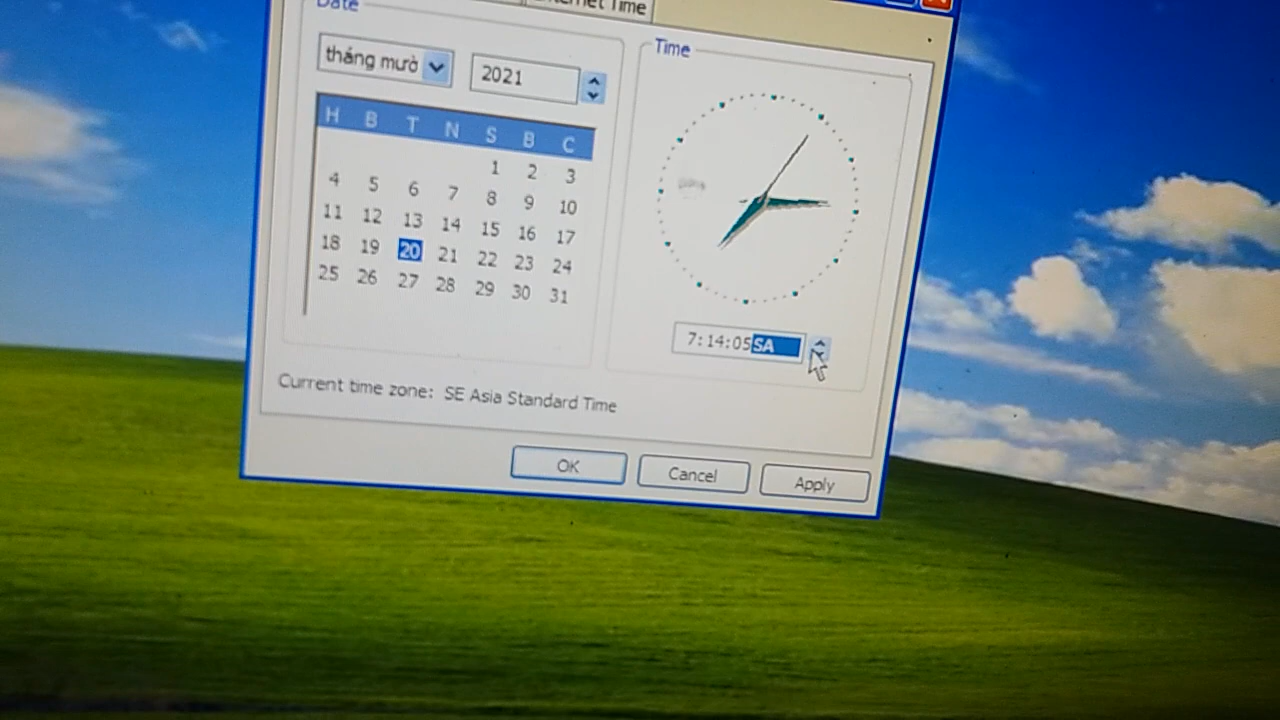 Date
Internet Time
Time
tháng mườ
2021
H B T N S B C
1 2 3
4 5 6 7 8 9 10
11 12 13 14 15 16 17
18 19 20 21 22 23 24
25 26 27 28 29 30 31
7:14:05 SA
Current time zone: SE Asia Standard Time
OK Cancel Apply